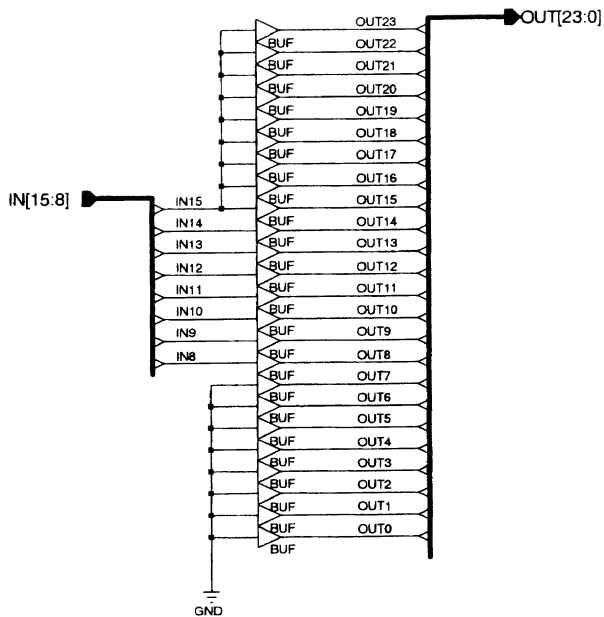 OUT[23:0]
OUT23
BUF OUT22
BUF OUT21
BUF OUT20
BUF OUT19
BUF OUT18
BUF OUT17
BUF OUT16
IN[15:8]
IN15 BUF OUT15
IN14 BUF OUT14
IN13 BUF OUT13
IN12 BUF OUT12
IN11 BUF OUT11
IN10 BUF OUT10
IN9 BUF OUT9
IN8 BUF OUT8
BUF OUT7
BUF OUT6
BUF OUT5
BUF OUT4
BUF OUT3
BUF OUT2
BUF OUT1
BUF OUT0
BUF
GND